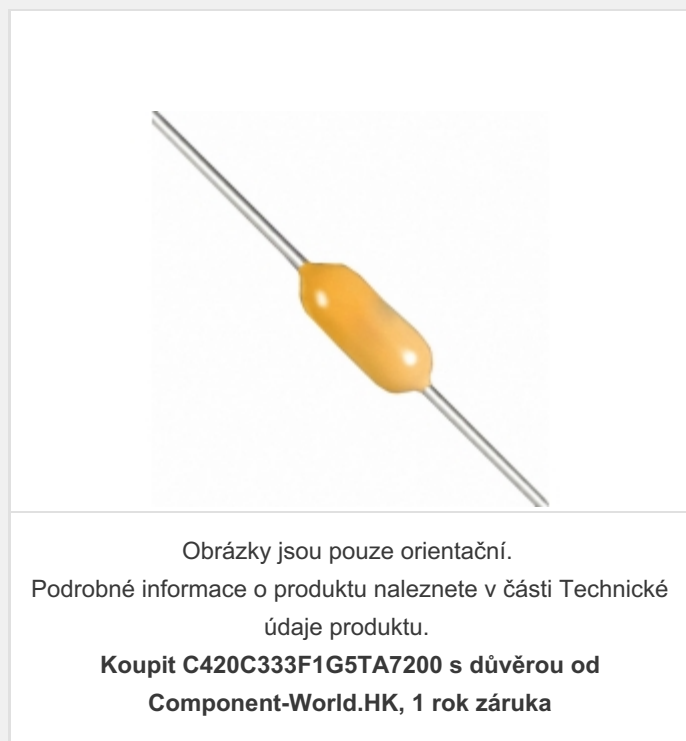 Obrázky jsou pouze orientační.
Podrobné informace o produktu naleznete v části Technické
údaje produktu.
Koupit C420C333F1G5TA7200 s důvěrou od
Component-World.HK, 1 rok záruka